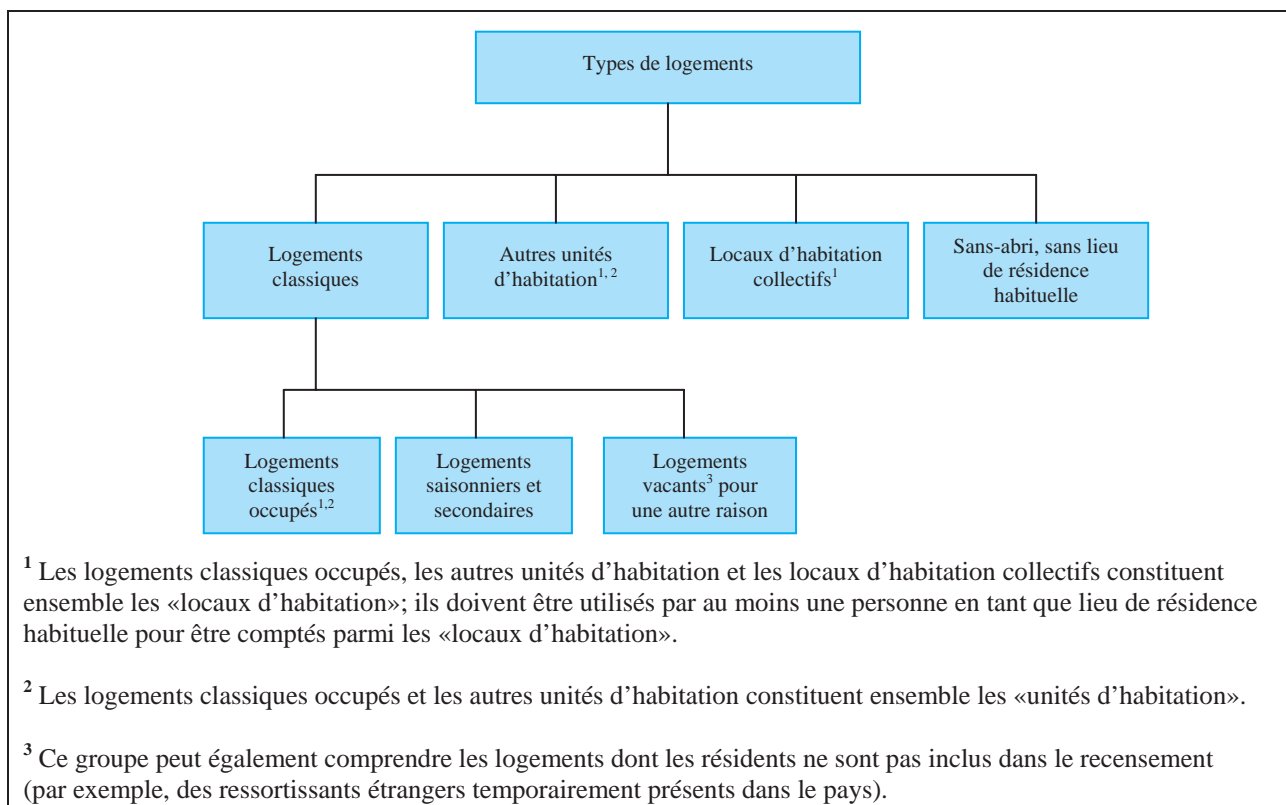 Types de logements
Logements
classiques
Autres unités
d’habitation1, 2
Locaux d’habitation
collectifs1
Sans-abri, sans lieu
de résidence
habituelle
Logements
classiques
occupés1,2
Logements
saisonniers et
secondaires
Logements
vacants3 pour
une autre raison
1 Les logements classiques occupés, les autres unités d’habitation et les locaux d’habitation collectifs constituent
ensemble les «locaux d’habitation»; ils doivent être utilisés par au moins une personne en tant que lieu de résidence
habituelle pour être comptés parmi les «locaux d’habitation».
2 Les logements classiques occupés et les autres unités d’habitation constituent ensemble les «unités d’habitation».
3 Ce groupe peut également comprendre les logements dont les résidents ne sont pas inclus dans le recensement
(par exemple, des ressortissants étrangers temporairement présents dans le pays).